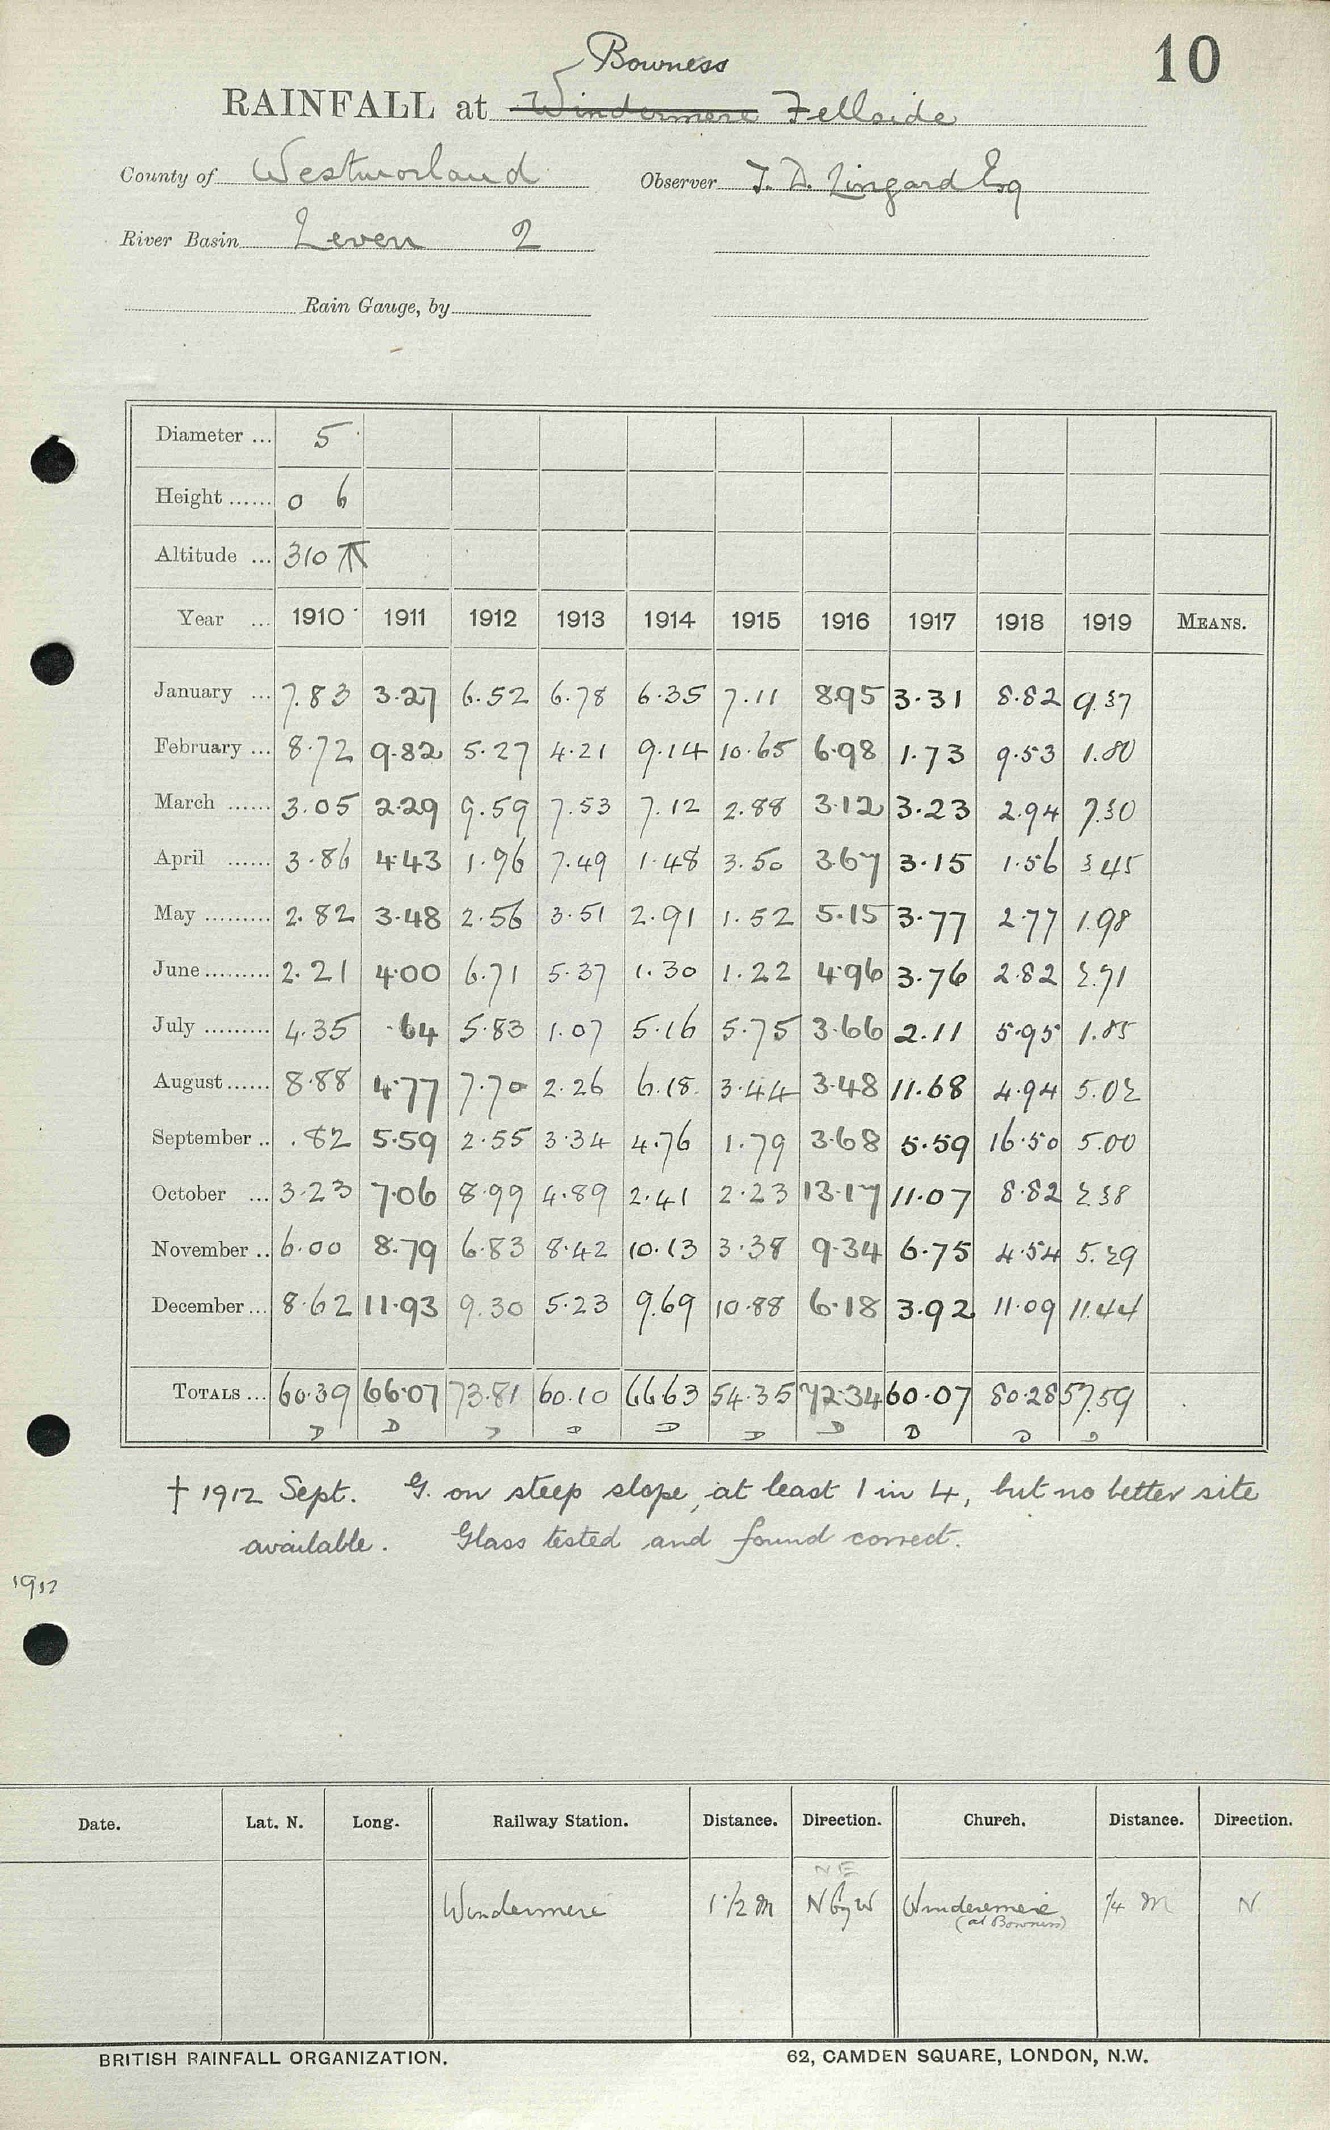 10
Bowness
RAINFALL at Windermere Fellside
County of Westmorland Observer T. D. Lingard Esq
River Basin Leven 2
Rain Gauge, by
Diameter ... 5
Height ...... 0 6
Altitude ... 310
Year ... 1910 1911 1912 1913 1914 1915 1916 1917 1918 1919 MEANS.
January ... 7.83 3.27 6.52 6.78 6.35 7.11 8.95 3.31 8.82 9.37
February ... 8.72 9.82 5.27 4.21 9.14 10.65 6.98 1.73 9.53 1.80
March ...... 3.05 2.29 9.59 7.53 7.12 2.88 3.12 3.23 2.94 7.30
April ...... 3.86 4.43 1.96 7.49 1.48 3.50 3.67 3.15 1.56 3.45
May ......... 2.82 3.48 2.56 3.51 2.91 1.52 5.15 3.77 2.77 1.98
June ......... 2.21 4.00 6.71 5.37 1.30 1.22 4.96 3.76 2.82 2.71
July ......... 4.35 .64 5.83 1.07 5.16 5.75 3.66 2.11 5.95 1.85
August ...... 8.88 4.77 7.70 2.26 6.18 3.44 3.48 11.68 4.94 5.02
September .. .82 5.59 2.55 3.34 4.76 1.79 3.68 5.59 16.50 5.00
October ... 3.23 7.06 8.99 4.89 2.41 2.23 13.17 11.07 8.82 2.38
November .. 6.00 8.79 6.83 8.42 10.13 3.38 9.34 6.75 4.54 5.29
December ... 8.62 11.93 9.30 5.23 9.69 10.88 6.18 3.92 11.09 11.44
TOTALS ... 60.39 66.07 73.81 60.10 66.63 54.35 72.34 60.07 80.28 57.59
D D D D D D D D D D
† 1912 Sept. G. on steep slope, at least 1 in 4, but no better site
available. Glass tested and found correct.
1912
Date. Lat. N. Long. Railway Station. Distance. Direction. Church. Distance. Direction.
NE
Windermere 1 1/2 m N by W Winderemere 1/4 m N
(at Bowness)
BRITISH RAINFALL ORGANIZATION. 62, CAMDEN SQUARE, LONDON, N.W.